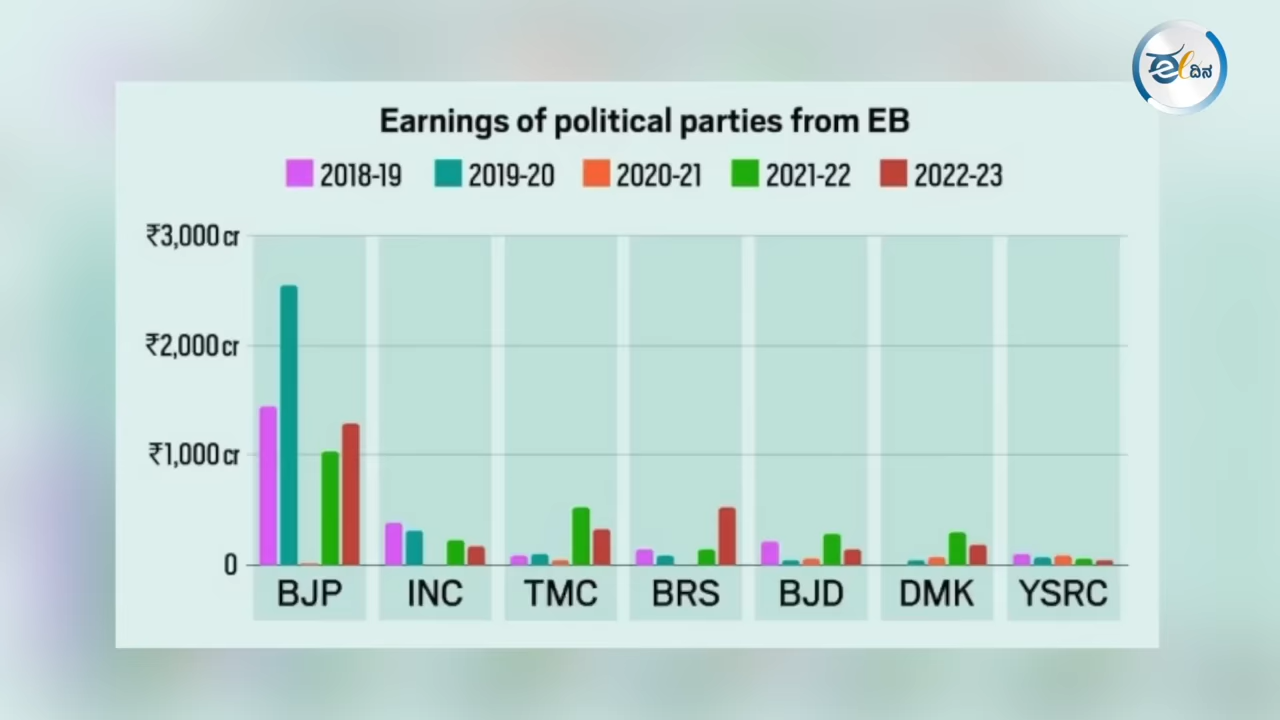 ಈದಿನ
Earnings of political parties from EB
2018-19 2019-20 2020-21 2021-22 2022-23
₹3,000 cr
₹2,000 cr
₹1,000 cr
0
BJP INC TMC BRS BJD DMK YSRC